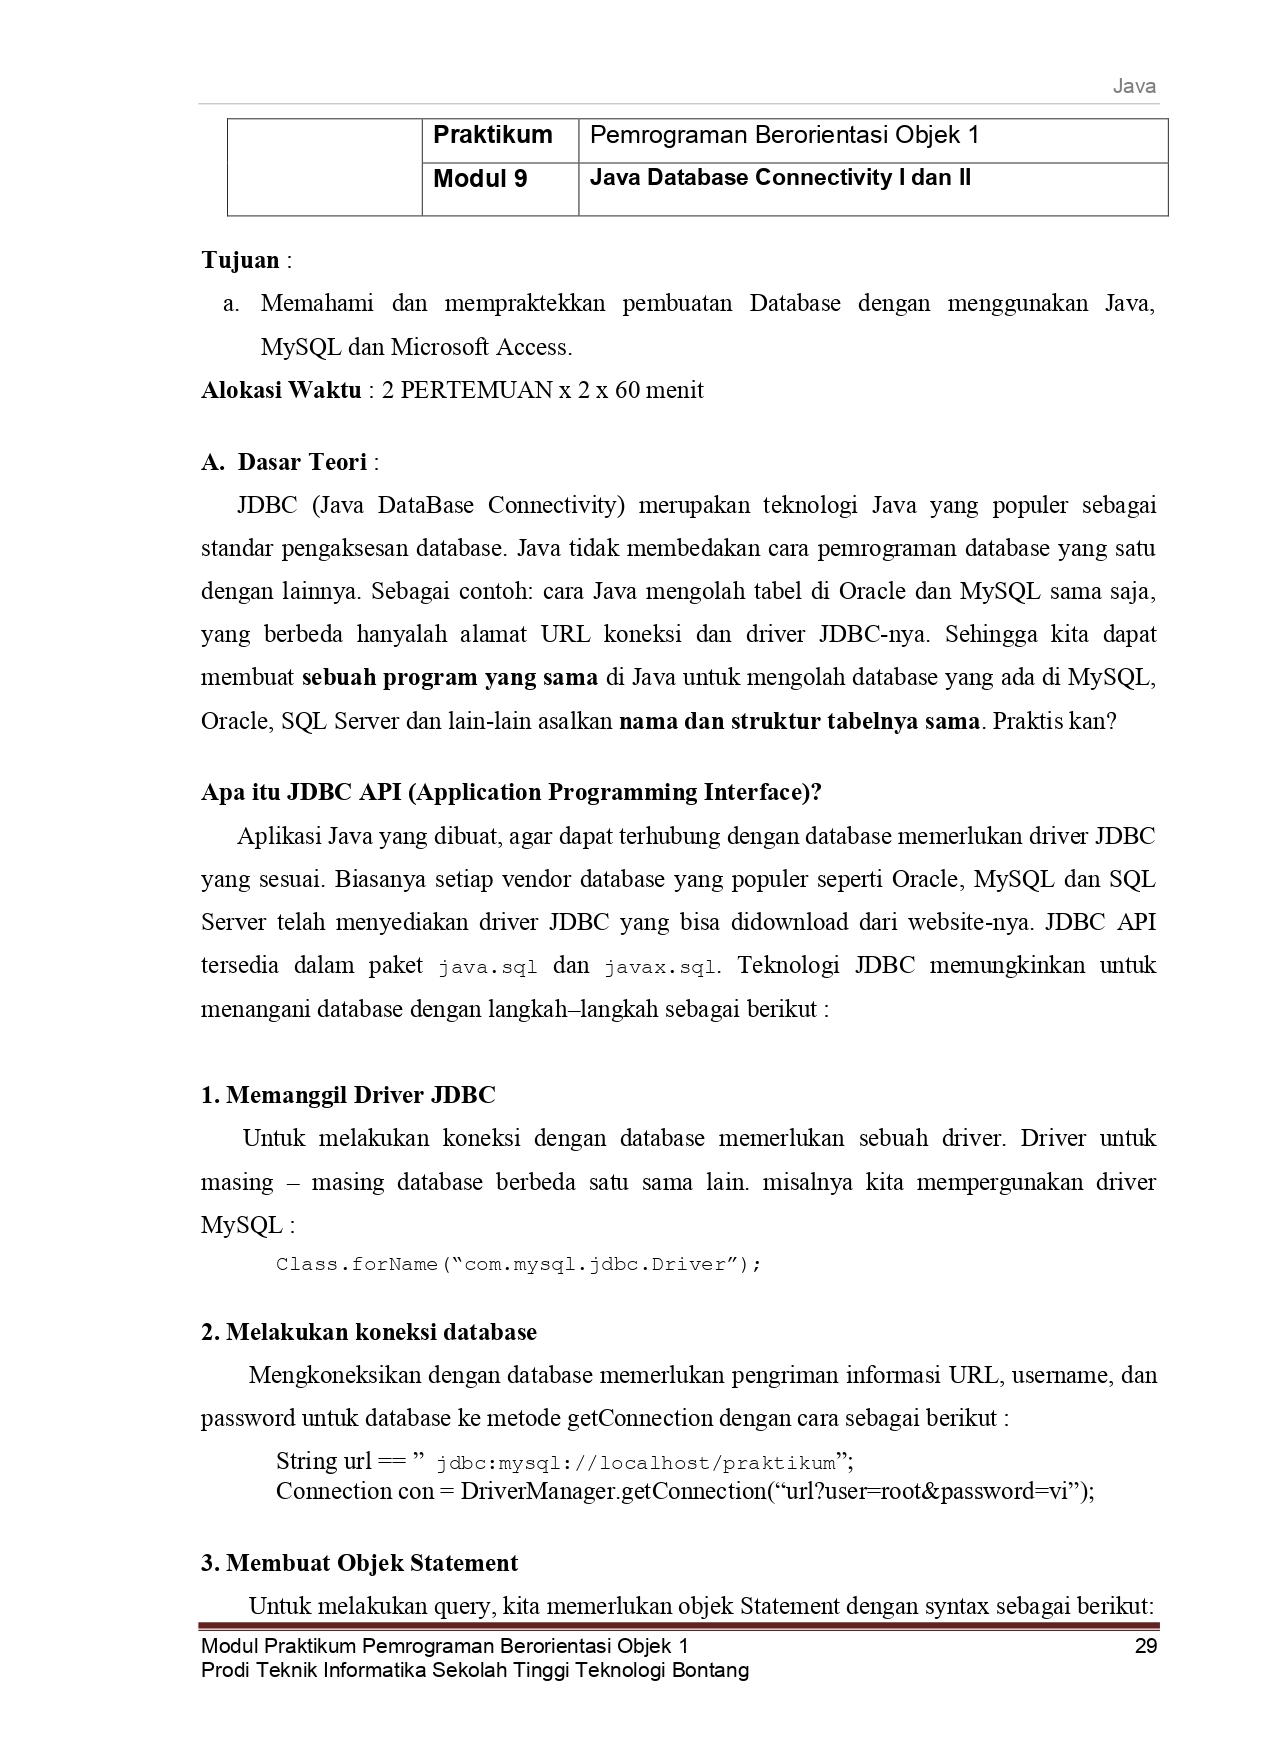 Java
Praktikum Pemrograman Berorientasi Objek 1
Modul 9 Java Database Connectivity I dan II
Tujuan :
a. Memahami dan mempraktekkan pembuatan Database dengan menggunakan Java,
MySQL dan Microsoft Access.
Alokasi Waktu : 2 PERTEMUAN x 2 x 60 menit
A. Dasar Teori :
JDBC (Java DataBase Connectivity) merupakan teknologi Java yang populer sebagai
standar pengaksesan database. Java tidak membedakan cara pemrograman database yang satu
dengan lainnya. Sebagai contoh: cara Java mengolah tabel di Oracle dan MySQL sama saja,
yang berbeda hanyalah alamat URL koneksi dan driver JDBC-nya. Sehingga kita dapat
membuat sebuah program yang sama di Java untuk mengolah database yang ada di MySQL,
Oracle, SQL Server dan lain-lain asalkan nama dan struktur tabelnya sama. Praktis kan?
Apa itu JDBC API (Application Programming Interface)?
Aplikasi Java yang dibuat, agar dapat terhubung dengan database memerlukan driver JDBC
yang sesuai. Biasanya setiap vendor database yang populer seperti Oracle, MySQL dan SQL
Server telah menyediakan driver JDBC yang bisa didownload dari website-nya. JDBC API
tersedia dalam paket java.sql dan javax.sql. Teknologi JDBC memungkinkan untuk
menangani database dengan langkah–langkah sebagai berikut :
1. Memanggil Driver JDBC
Untuk melakukan koneksi dengan database memerlukan sebuah driver. Driver untuk
masing – masing database berbeda satu sama lain. misalnya kita mempergunakan driver
MySQL :
Class.forName(“com.mysql.jdbc.Driver”);
2. Melakukan koneksi database
Mengkoneksikan dengan database memerlukan pengriman informasi URL, username, dan
password untuk database ke metode getConnection dengan cara sebagai berikut :
String url == ” jdbc:mysql://localhost/praktikum”;
Connection con = DriverManager.getConnection(“url?user=root&password=vi”);
3. Membuat Objek Statement
Untuk melakukan query, kita memerlukan objek Statement dengan syntax sebagai berikut:
Modul Praktikum Pemrograman Berorientasi Objek 1 29
Prodi Teknik Informatika Sekolah Tinggi Teknologi Bontang